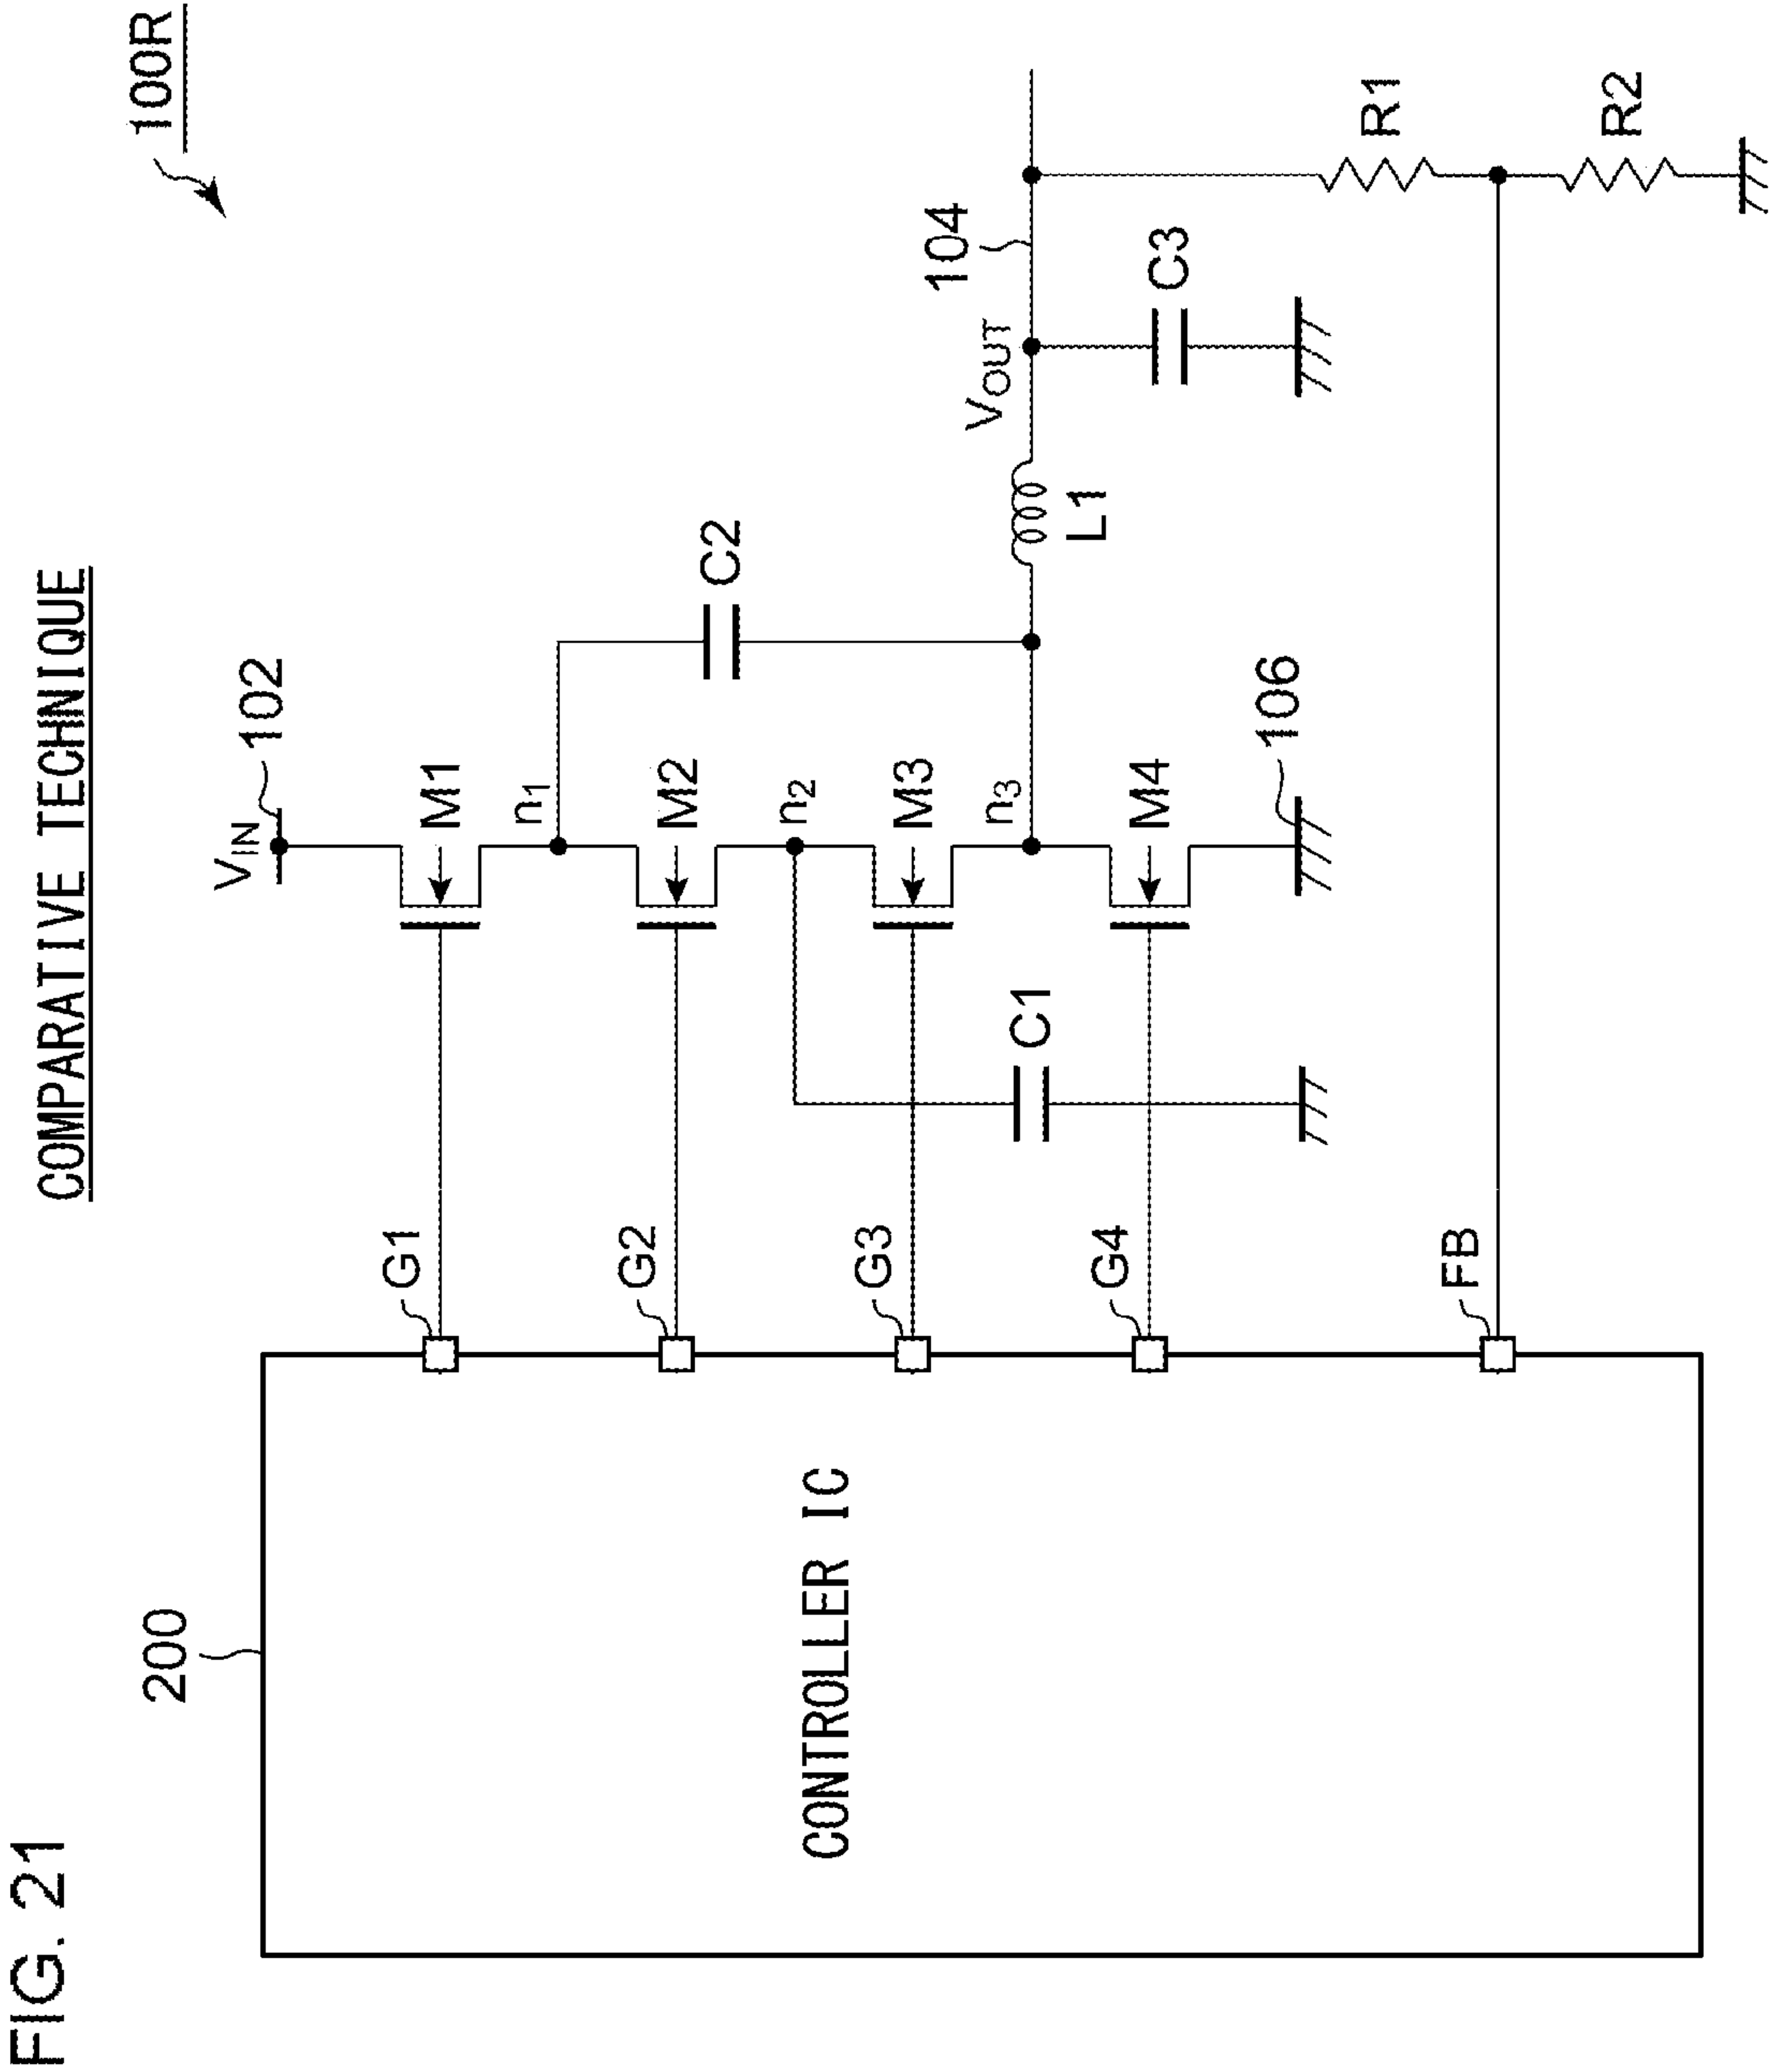 FIG. 21
COMPARATIVE TECHNIQUE
100R
200
CONTROLLER IC
VIN
102
G1
M1
n1
G2
M2
C2
n2
G3
M3
C1
n3
L1
VOUT
104
C3
G4
M4
106
R1
FB
R2